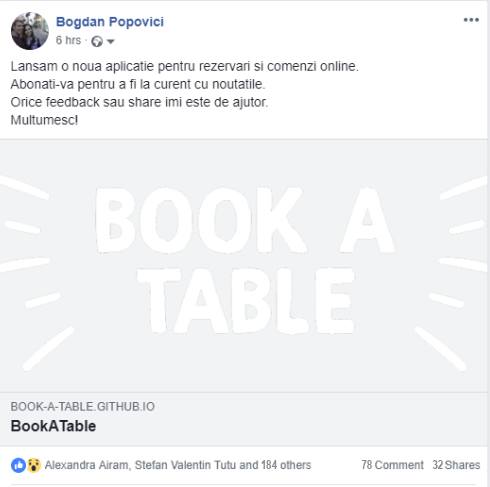 Bogdan Popovici
6 hrs ·
Lansam o noua aplicatie pentru rezervari si comenzi online.
Abonati-va pentru a fi la curent cu noutatile.
Orice feedback sau share imi este de ajutor.
Multumesc!
BOOK A
TABLE
BOOK-A-TABLE.GITHUB.IO
BookATable
Alexandra Airam, Stefan Valentin Tutu and 184 others 78 Comment 32 Shares